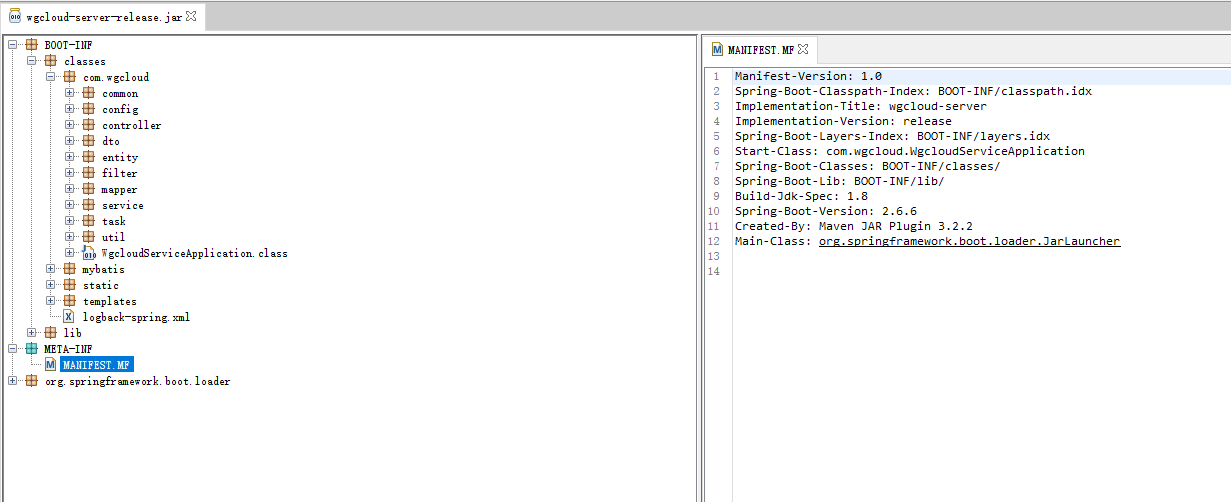 wgcloud-server-release.jar
BOOT-INF
classes
com.wgcloud
common
config
controller
dto
entity
filter
mapper
service
task
util
WgcloudServiceApplication.class
mybatis
static
templates
logback-spring.xml
lib
META-INF
MANIFEST.MF
org.springframework.boot.loader
MANIFEST.MF
1 Manifest-Version: 1.0
2 Spring-Boot-Classpath-Index: BOOT-INF/classpath.idx
3 Implementation-Title: wgcloud-server
4 Implementation-Version: release
5 Spring-Boot-Layers-Index: BOOT-INF/layers.idx
6 Start-Class: com.wgcloud.WgcloudServiceApplication
7 Spring-Boot-Classes: BOOT-INF/classes/
8 Spring-Boot-Lib: BOOT-INF/lib/
9 Build-Jdk-Spec: 1.8
10 Spring-Boot-Version: 2.6.6
11 Created-By: Maven JAR Plugin 3.2.2
12 Main-Class: org.springframework.boot.loader.JarLauncher
13
14